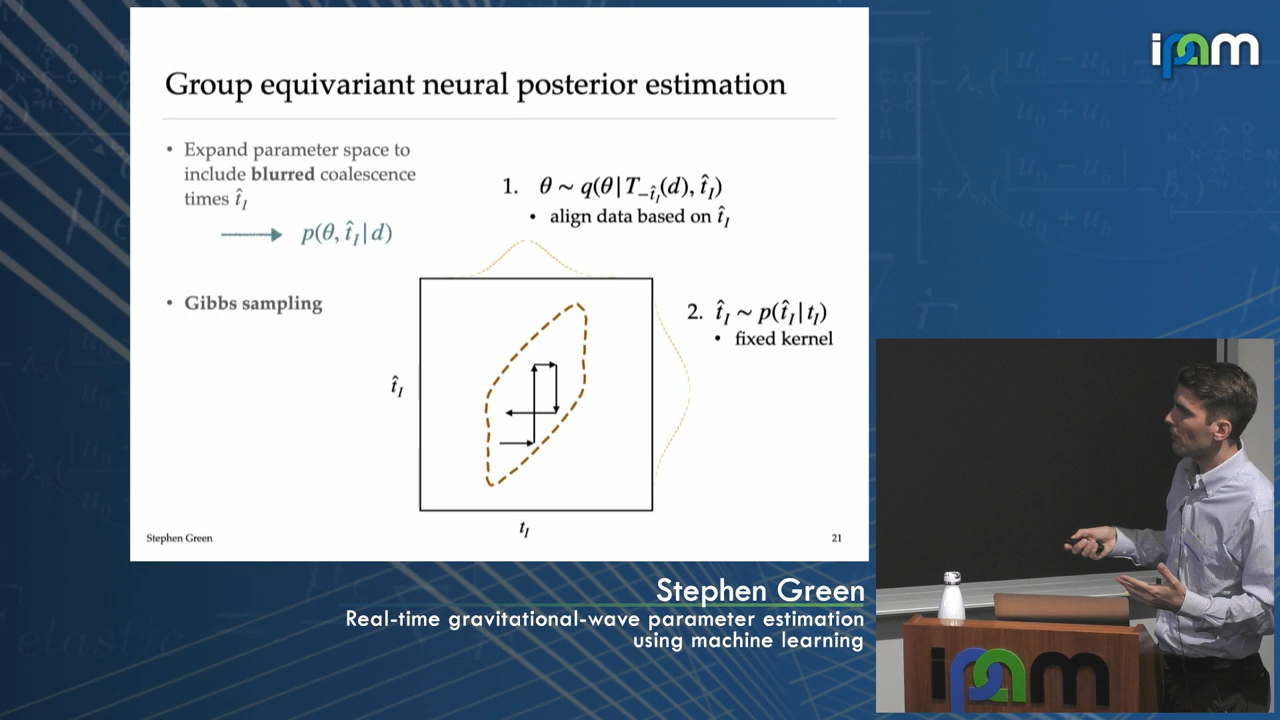 ipam
Group equivariant neural posterior estimation
• Expand parameter space to
include blurred coalescence
times t̂_I
p(θ, t̂_I | d)
• Gibbs sampling
1. θ ~ q(θ | T_{-t̂_I}(d), t̂_I)
• align data based on t̂_I
2. t̂_I ~ p(t̂_I | t_I)
• fixed kernel
t̂_I
t_I
Stephen Green
21
Stephen Green
Real-time gravitational-wave parameter estimation
using machine learning
ipam